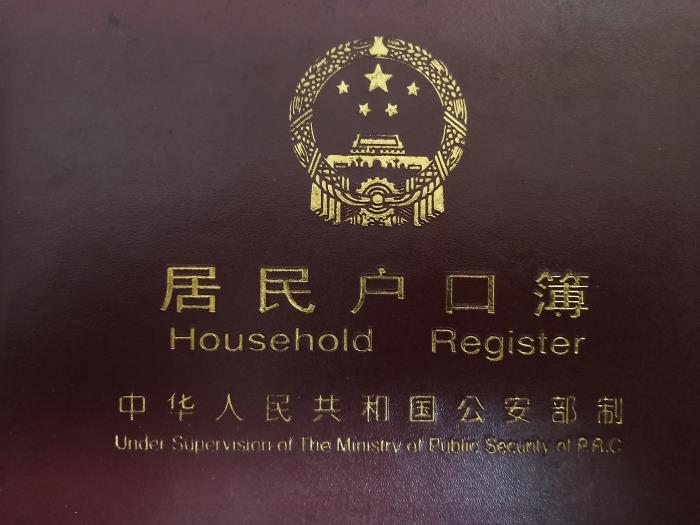 居民户口簿
Household Register
中华人民共和国公安部制
Under Supervision of The Ministry of Public Security of P.R.C